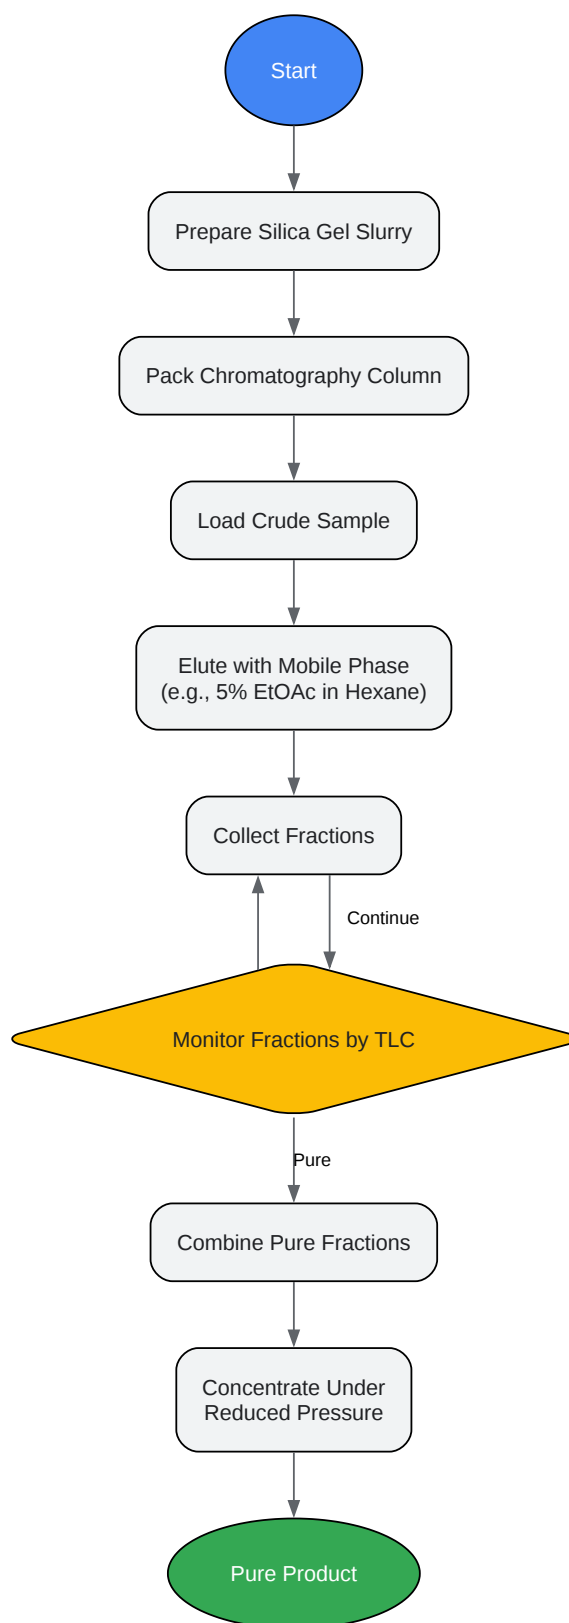 Start
Prepare Silica Gel Slurry
Pack Chromatography Column
Load Crude Sample
Elute with Mobile Phase
(e.g., 5% EtOAc in Hexane)
Collect Fractions
Continue
Monitor Fractions by TLC
Pure
Combine Pure Fractions
Concentrate Under
Reduced Pressure
Pure Product